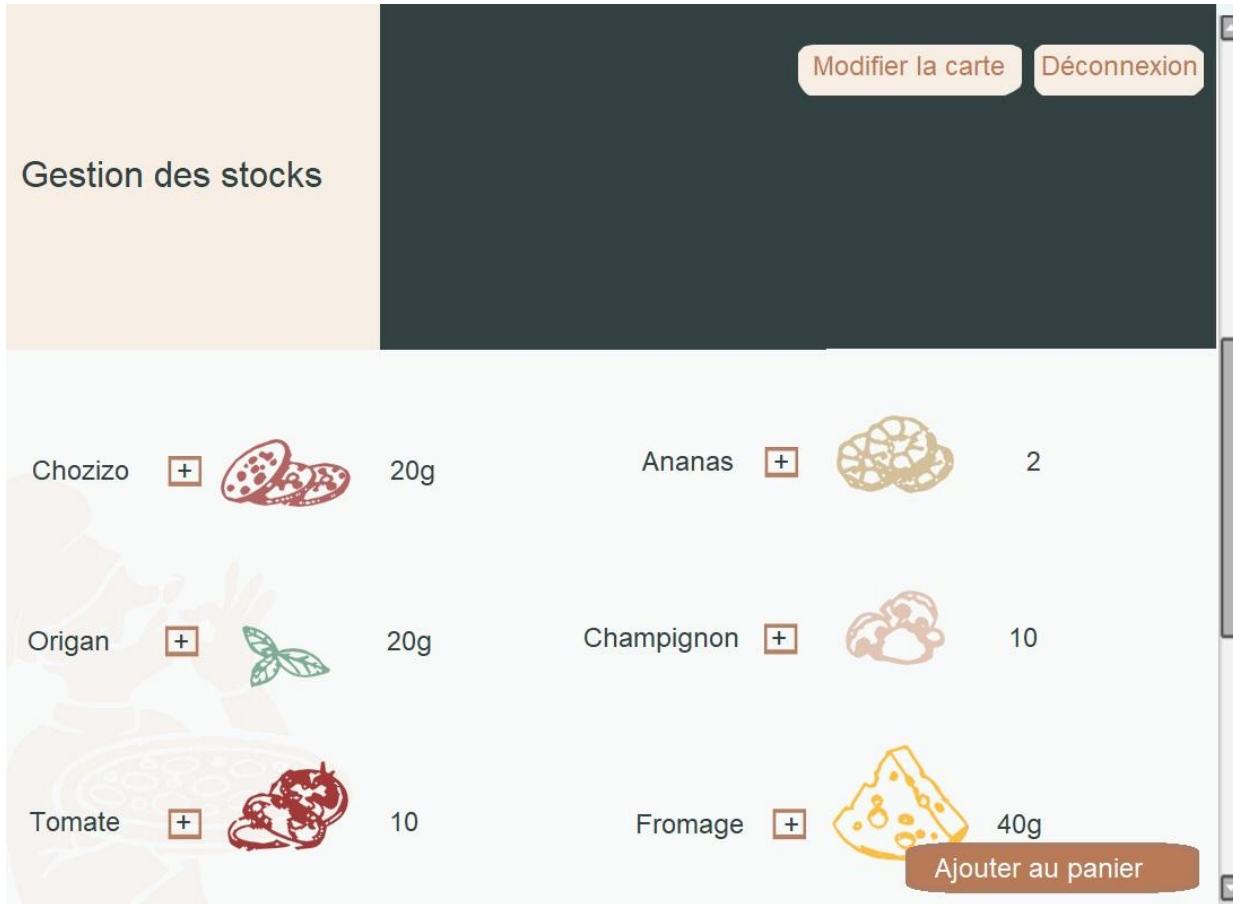 Modifier la carte
Déconnexion
Gestion des stocks
Chozizo + 20g
Ananas + 2
Origan + 20g
Champignon + 10
Tomate + 10
Fromage + 40g
Ajouter au panier